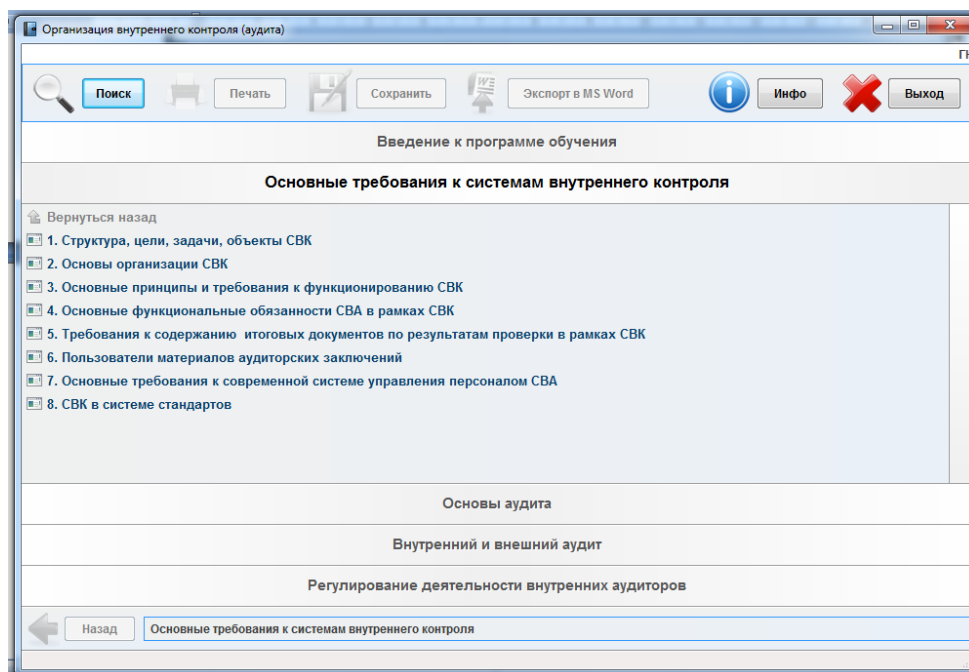 Организация внутреннего контроля (аудита)
Поиск
Печать
Сохранить
Экспорт в MS Word
Инфо
Выход
Введение к программе обучения
Основные требования к системам внутреннего контроля
Вернуться назад
1. Структура, цели, задачи, объекты СВК
2. Основы организации СВК
3. Основные принципы и требования к функционированию СВК
4. Основные функциональные обязанности СВА в рамках СВК
5. Требования к содержанию итоговых документов по результатам проверки в рамках СВК
6. Пользователи материалов аудиторских заключений
7. Основные требования к современной системе управления персоналом СВА
8. СВК в системе стандартов
Основы аудита
Внутренний и внешний аудит
Регулирование деятельности внутренних аудиторов
Назад
Основные требования к системам внутреннего контроля